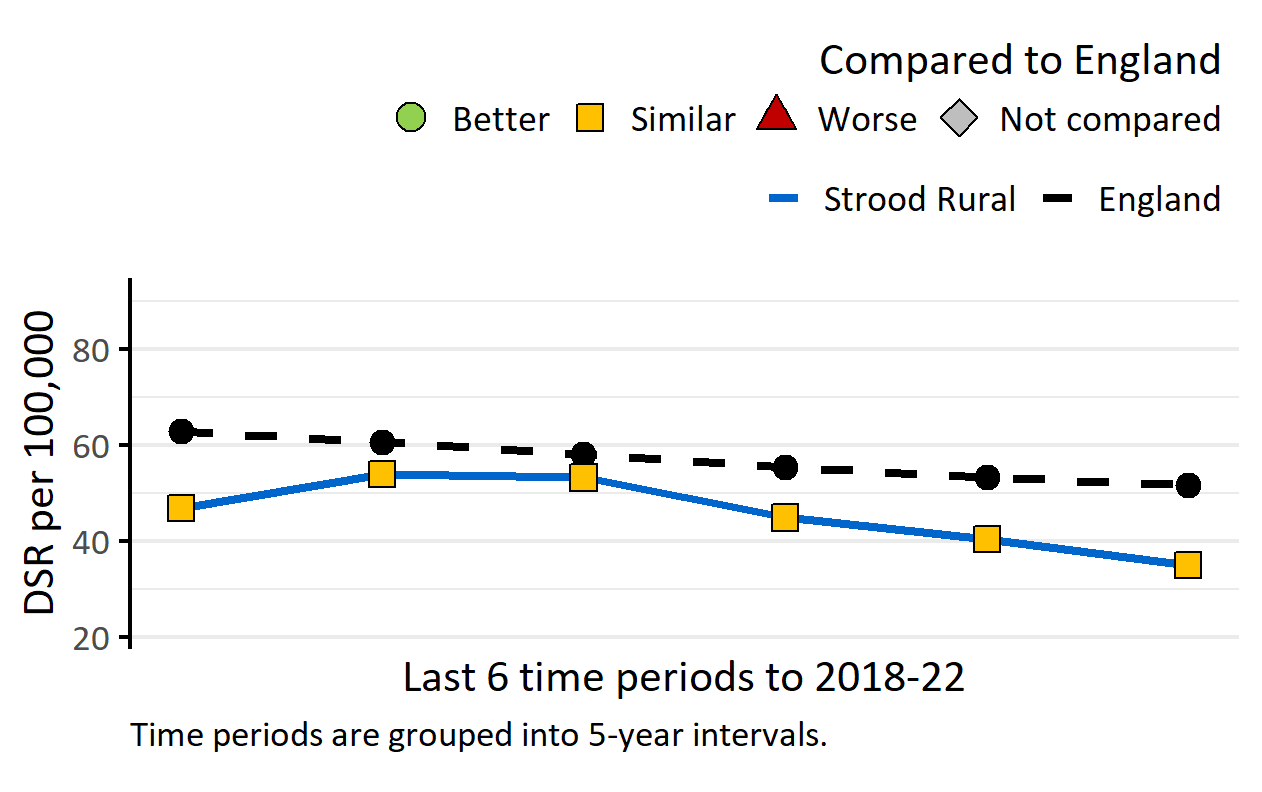 Compared to England
Better Similar Worse Not compared
Strood Rural England
DSR per 100,000
80
60
40
20
Last 6 time periods to 2018-22
Time periods are grouped into 5-year intervals.